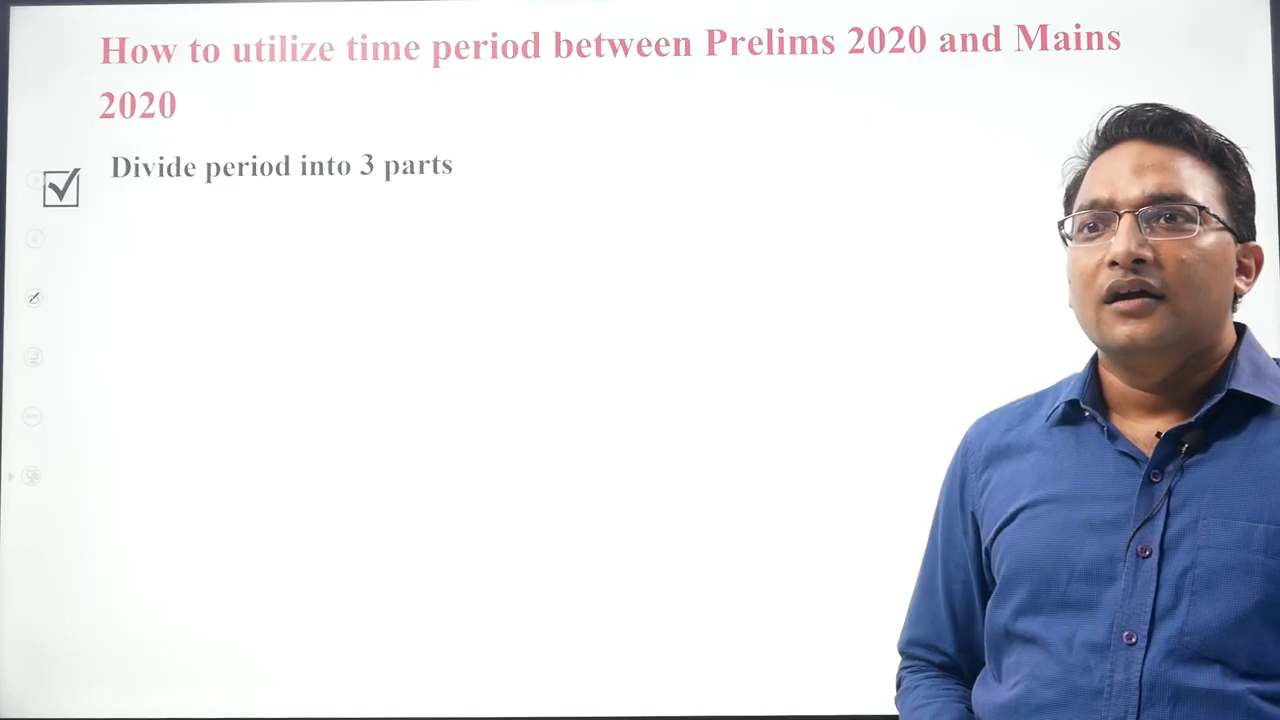 How to utilize time period between Prelims 2020 and Mains
2020
Divide period into 3 parts